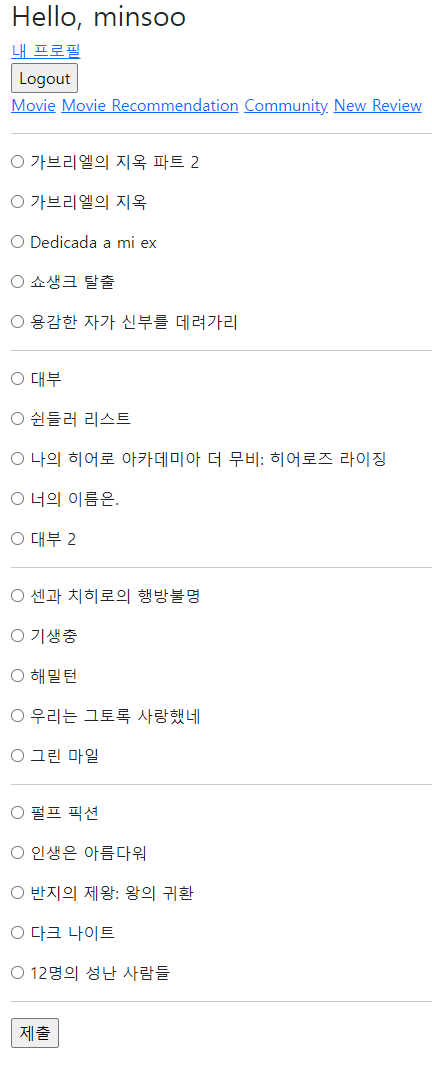 Hello, minsoo
내 프로필
Logout
Movie Movie Recommendation Community New Review
가브리엘의 지옥 파트 2
가브리엘의 지옥
Dedicada a mi ex
쇼생크 탈출
용감한 자가 신부를 데려가리
대부
쉰들러 리스트
나의 히어로 아카데미아 더 무비: 히어로즈 라이징
너의 이름은.
대부 2
센과 치히로의 행방불명
기생충
해밀턴
우리는 그토록 사랑했네
그린 마일
펄프 픽션
인생은 아름다워
반지의 제왕: 왕의 귀환
다크 나이트
12명의 성난 사람들
제출